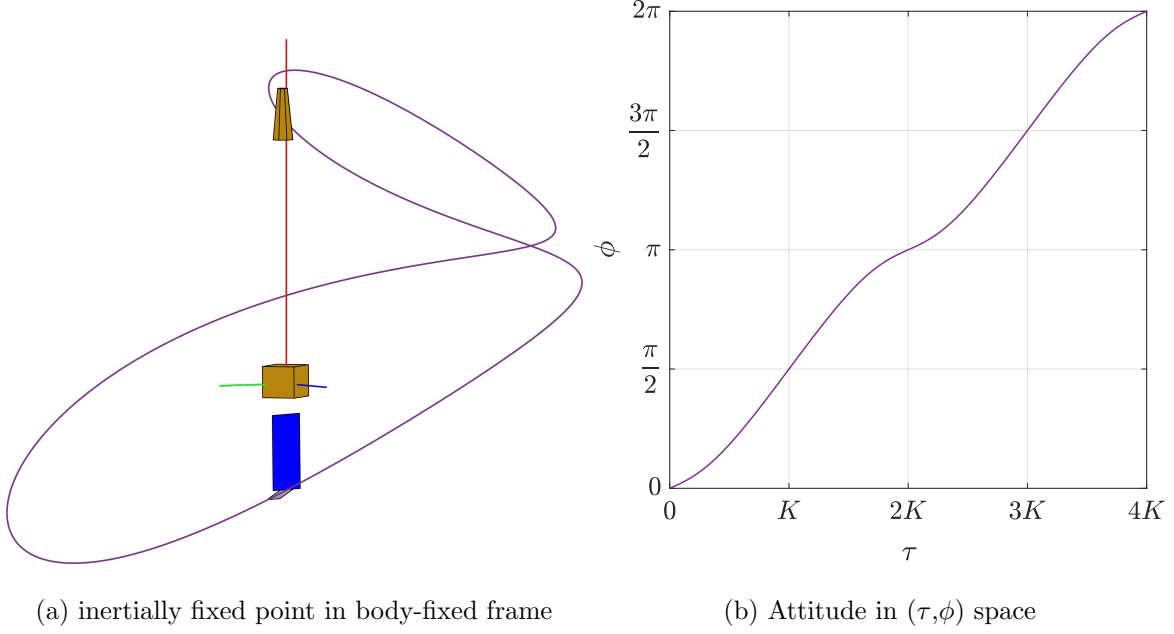 2π
3π
2
ϕ
π
π
2
0
0 K 2K 3K 4K
τ
(a) inertially fixed point in body-fixed frame
(b) Attitude in (τ,ϕ) space